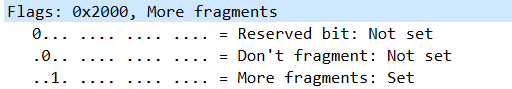 Flags: 0x2000, More fragments
0... .... .... .... = Reserved bit: Not set
.0.. .... .... .... = Don't fragment: Not set
..1. .... .... .... = More fragments: Set